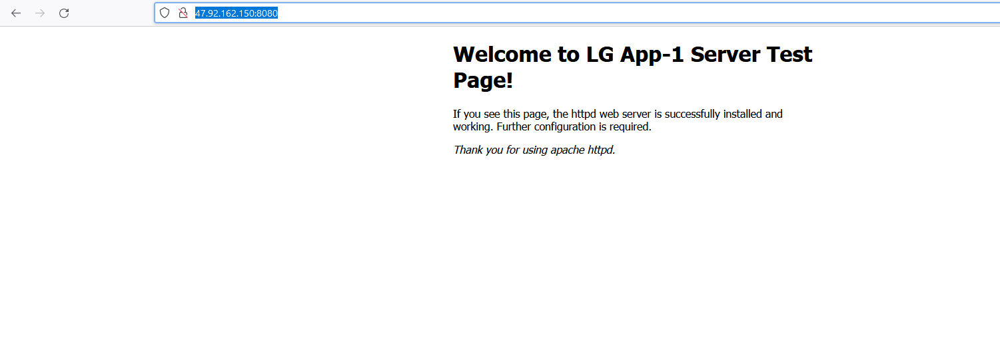 47.92.162.150:8080
Welcome to LG App-1 Server Test
Page!
If you see this page, the httpd web server is successfully installed and
working. Further configuration is required.
Thank you for using apache httpd.